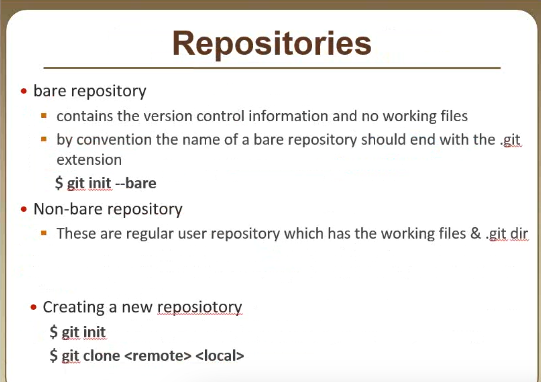 Repositories
• bare repository
▪ contains the version control information and no working files
▪ by convention the name of a bare repository should end with the .git
extension
$ git init --bare
• Non-bare repository
▪ These are regular user repository which has the working files & .git dir
• Creating a new reposiotory
$ git init
$ git clone <remote> <local>